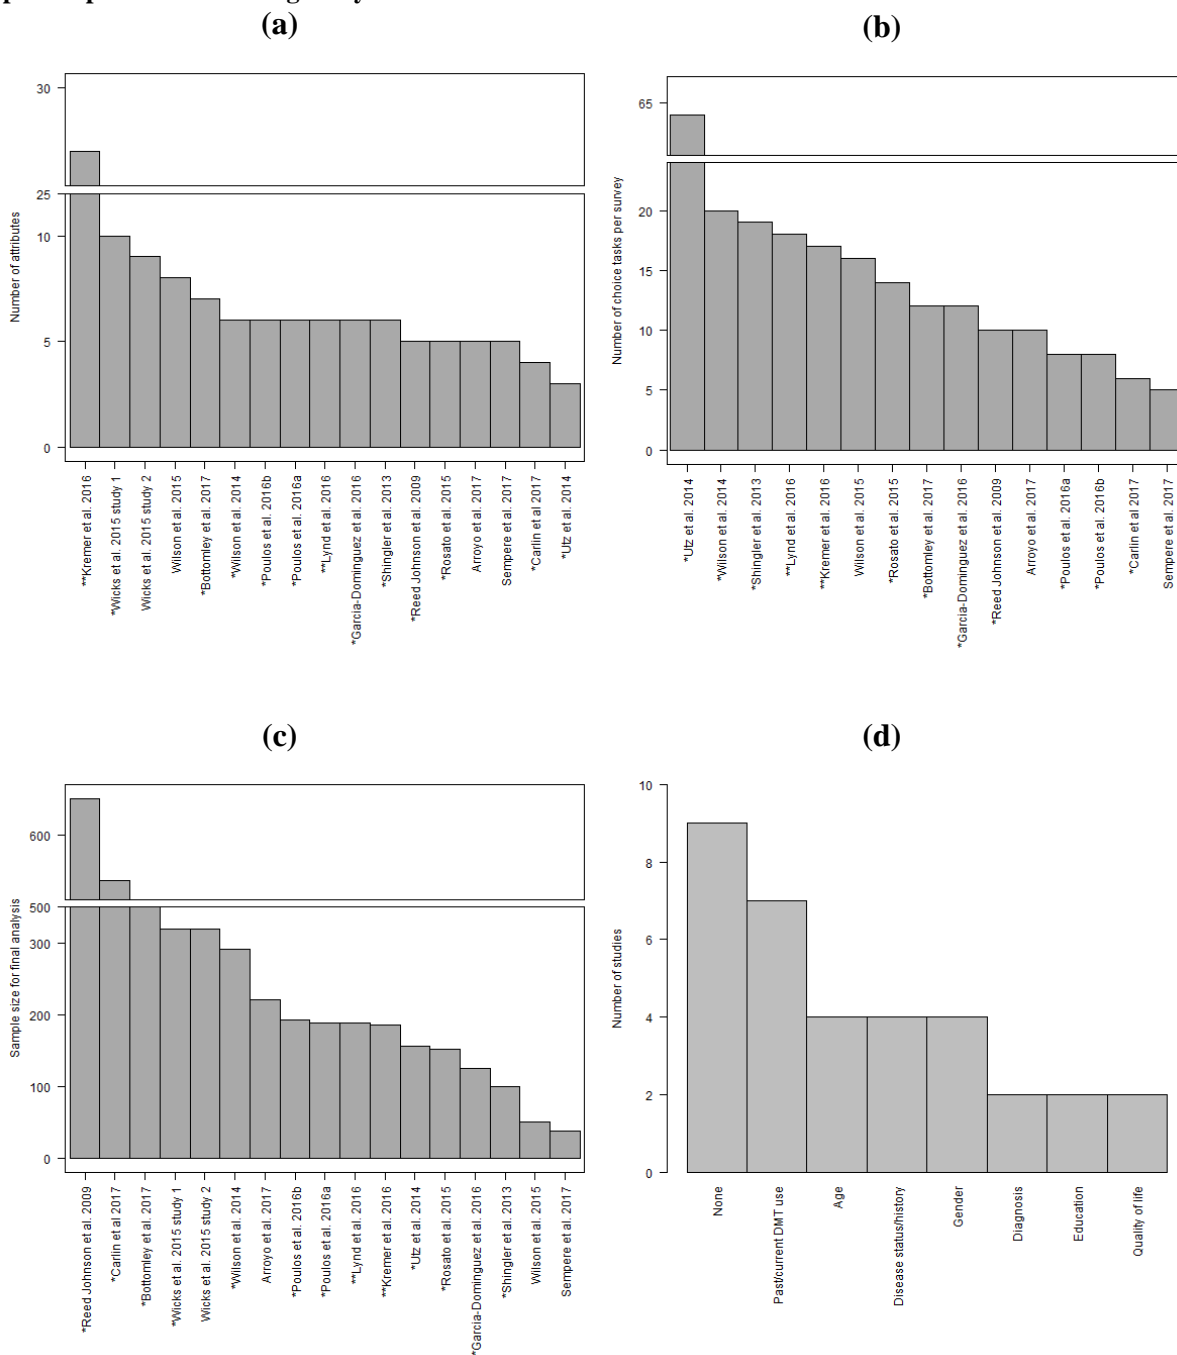 (a)
30
25
10
5
0
Number of attributes
**Kremer et al. 2016
*Wicks et al. 2015 study 1
Wicks et al. 2015 study 2
Wilson et al. 2015
*Bottomley et al. 2017
*Wilson et al. 2014
*Poulos et al. 2016b
*Poulos et al. 2016a
**Lynd et al. 2016
*Garcia-Dominguez et al. 2016
*Shingler et al. 2013
*Reed Johnson et al. 2009
*Rosato et al. 2015
Arroyo et al. 2017
Sempere et al. 2017
*Carlin et al 2017
*Utz et al. 2014
(b)
65
20
15
10
5
0
Number of choice tasks per survey
*Utz et al. 2014
*Wilson et al. 2014
*Shingler et al. 2013
**Lynd et al. 2016
**Kremer et al. 2016
Wilson et al. 2015
*Rosato et al. 2015
*Bottomley et al. 2017
*Garcia-Dominguez et al. 2016
*Reed Johnson et al. 2009
Arroyo et al. 2017
*Poulos et al. 2016a
*Poulos et al. 2016b
*Carlin et al 2017
Sempere et al. 2017
(c)
600
500
300
200
100
0
Sample size for final analysis
*Reed Johnson et al. 2009
*Carlin et al 2017
*Bottomley et al. 2017
*Wicks et al. 2015 study 1
Wicks et al. 2015 study 2
*Wilson et al. 2014
Arroyo et al. 2017
*Poulos et al. 2016b
*Poulos et al. 2016a
**Lynd et al. 2016
**Kremer et al. 2016
*Utz et al. 2014
*Rosato et al. 2015
*Garcia-Dominguez et al. 2016
*Shingler et al. 2013
Wilson et al. 2015
Sempere et al. 2017
(d)
10
8
6
4
2
0
Number of studies
None
Past/current DMT use
Age
Disease status/history
Gender
Diagnosis
Education
Quality of life